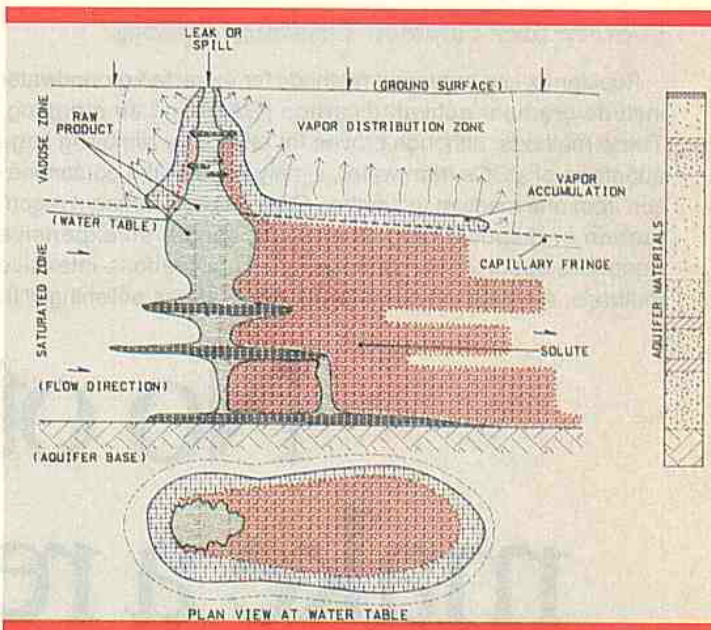 LEAK OR
SPILL
(GROUND SURFACE)
RAW
PRODUCT
VAPOR DISTRIBUTION ZONE
VADOSE ZONE
VAPOR
ACCUMULATION
(WATER TABLE)
CAPILLARY FRINGE
SATURATED ZONE
AQUIFER MATERIALS
SOLUTE
(FLOW DIRECTION)
(AQUIFER BASE)
PLAN VIEW AT WATER TABLE